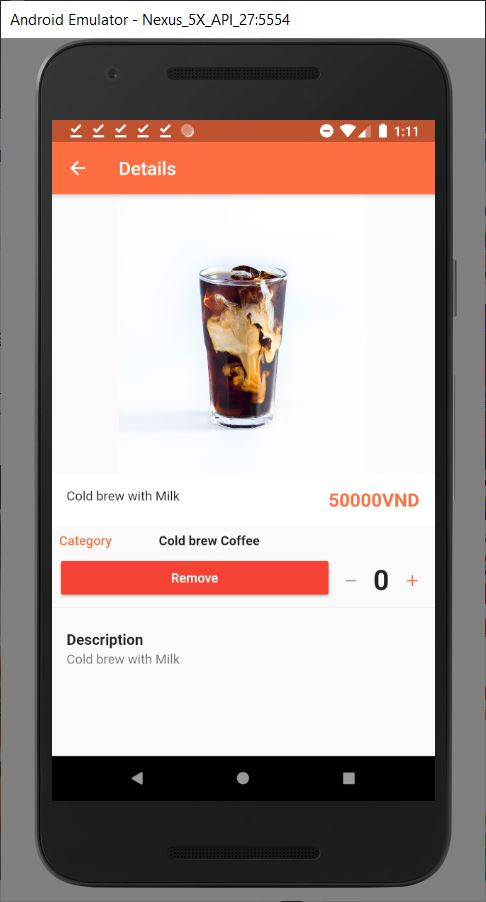 Android Emulator - Nexus_5X_API_27:5554
1:11
Details
Cold brew with Milk
50000VND
Category Cold brew Coffee
Remove − 0 +
Description
Cold brew with Milk